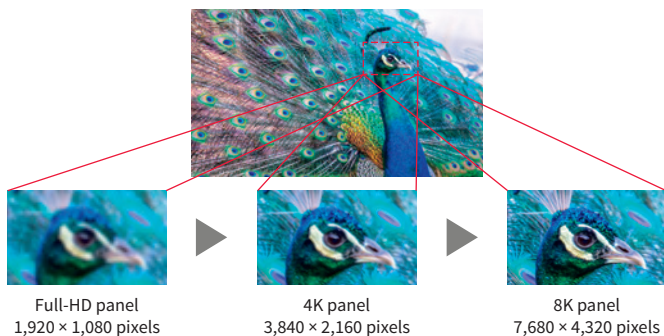 Full-HD panel
1,920 × 1,080 pixels
4K panel
3,840 × 2,160 pixels
8K panel
7,680 × 4,320 pixels